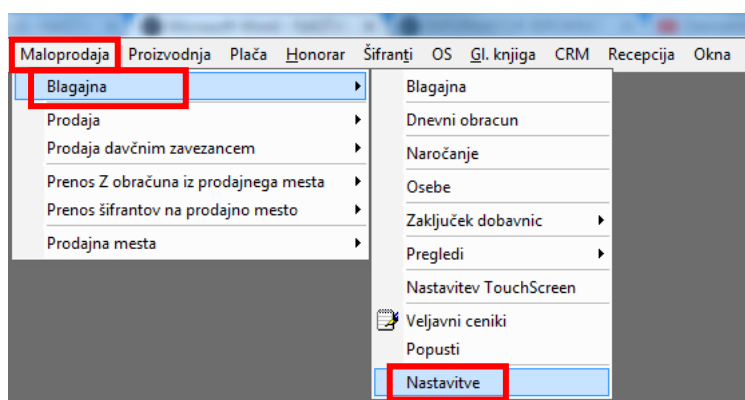 Maloprodaja Proizvodnja Plača Honorar Šifranti OS Gl. knjiga CRM Recepcija Okna
Blagajna
Prodaja
Prodaja davčnim zavezancem
Prenos Z obračuna iz prodajnega mesta
Prenos šifrantov na prodajno mesto
Prodajna mesta
Blagajna
Dnevni obracun
Naročanje
Osebe
Zaključek dobavnic
Pregledi
Nastavitev TouchScreen
Veljavni ceniki
Popusti
Nastavitve